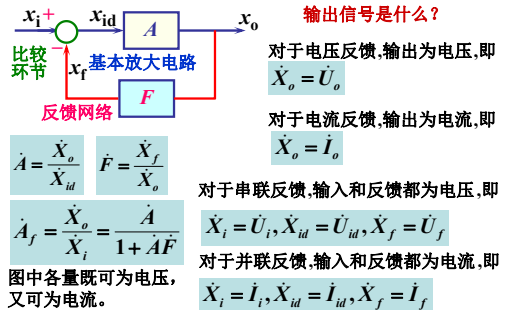 xi + xid A xo
输出信号是什么？
比较
环节
− xf
基本放大电路
F
反馈网络
对于电压反馈,输出为电压,即
Ẋo = U̇o
对于电流反馈,输出为电流,即
Ẋo = İo
Ȧ = Ẋo / Ẋid
Ḟ = Ẋf / Ẋo
Ȧf = Ẋo / Ẋi = Ȧ / (1 + ȦḞ)
对于串联反馈,输入和反馈都为电压,即
Ẋi = U̇i, Ẋid = U̇id, Ẋf = U̇f
对于并联反馈,输入和反馈都为电流,即
Ẋi = İi, Ẋid = İid, Ẋf = İf
图中各量既可为电压，
又可为电流。